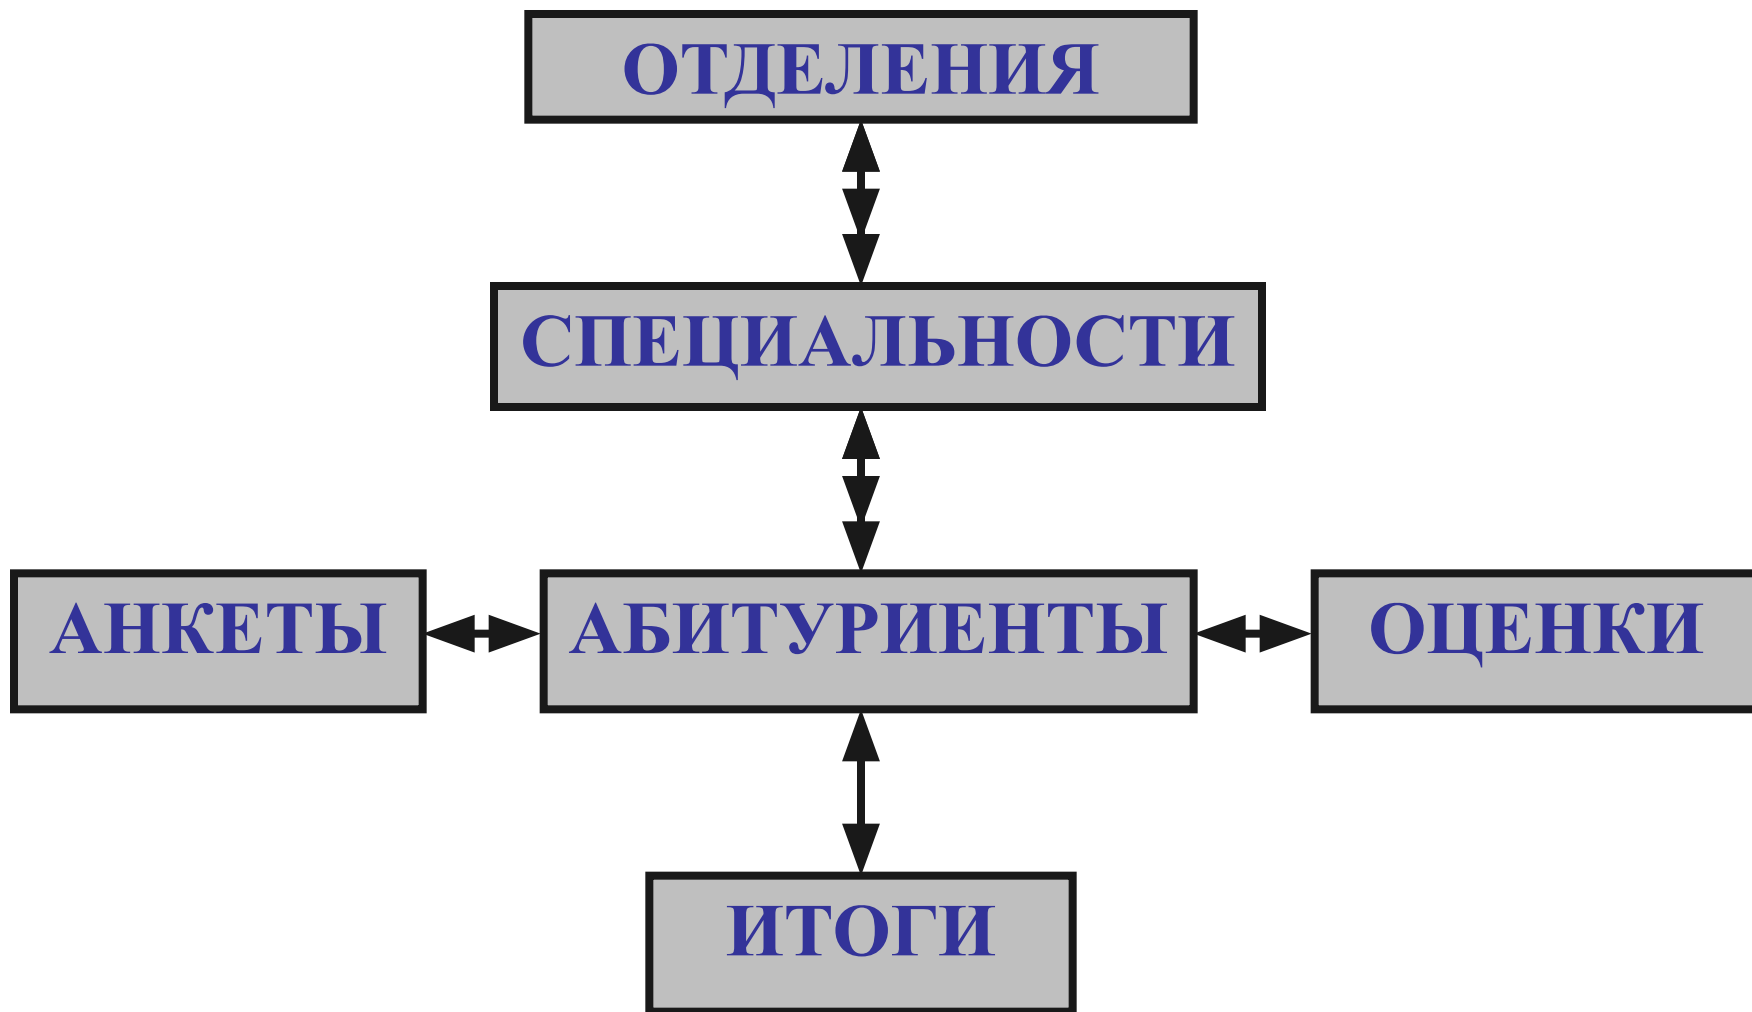 ОТДЕЛЕНИЯ
СПЕЦИАЛЬНОСТИ
АНКЕТЫ
АБИТУРИЕНТЫ
ОЦЕНКИ
ИТОГИ